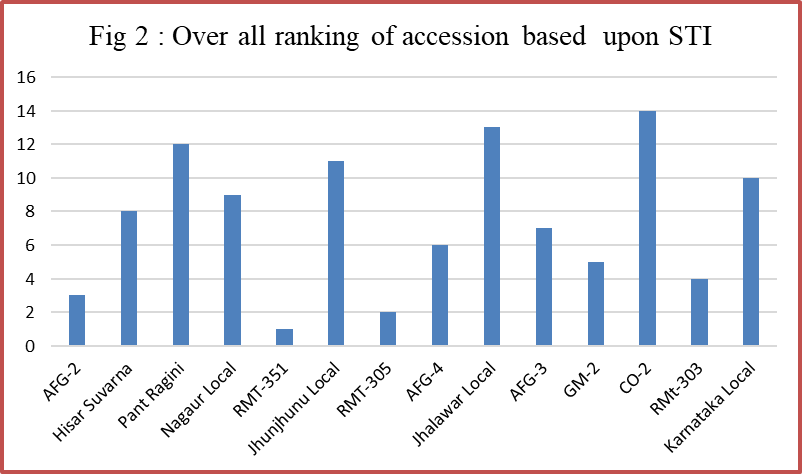 Fig 2 : Over all ranking of accession based upon STI
16
14
12
10
8
6
4
2
0
AFG-2
Hisar Suvarna
Pant Ragini
Nagaur Local
RMT-351
Jhunjhunu Local
RMT-305
AFG-4
Jhalawar Local
AFG-3
GM-2
CO-2
RMt-303
Karnataka Local